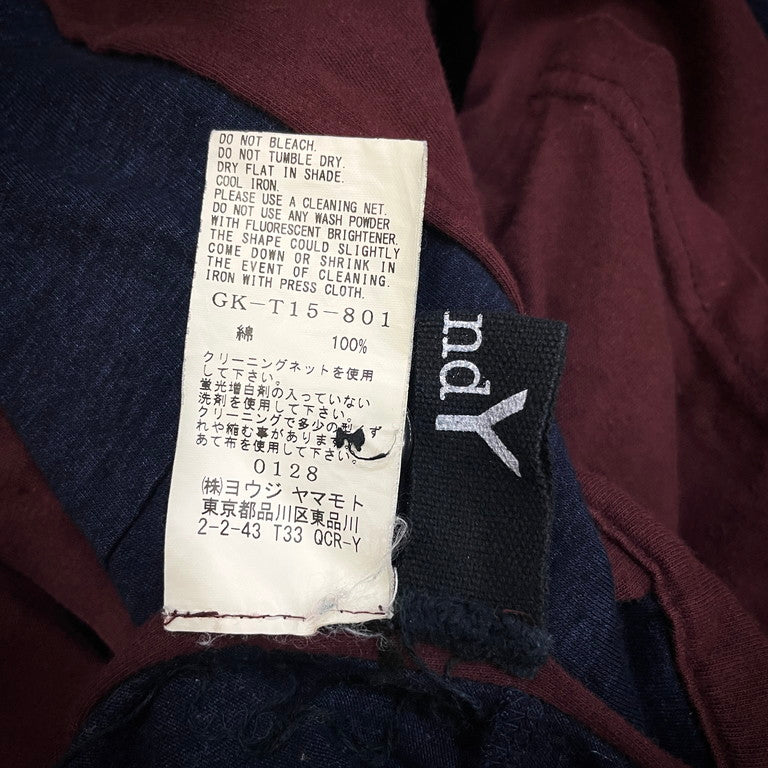 DO NOT BLEACH.
DO NOT TUMBLE DRY.
DRY FLAT IN SHADE.
COOL IRON.
PLEASE USE A CLEANING NET.
DO NOT USE ANY WASH POWDER
WITH FLUORESCENT BRIGHTENER.
THE SHAPE COULD SLIGHTLY
COME DOWN OR SHRINK IN
THE EVENT OF CLEANING.
IRON WITH PRESS CLOTH.
GK-T15-801
綿 100%
クリーニングネットを使用
して下さい。
蛍光増白剤の入っていない
洗剤を使用して下さい。
クリーニングで多少の型くず
れや縮む事があります。
あて布を使用して下さい。
0128
㈱ヨウジ ヤマモト
東京都品川区東品川
2-2-43 T33 QCR-Y
ndY